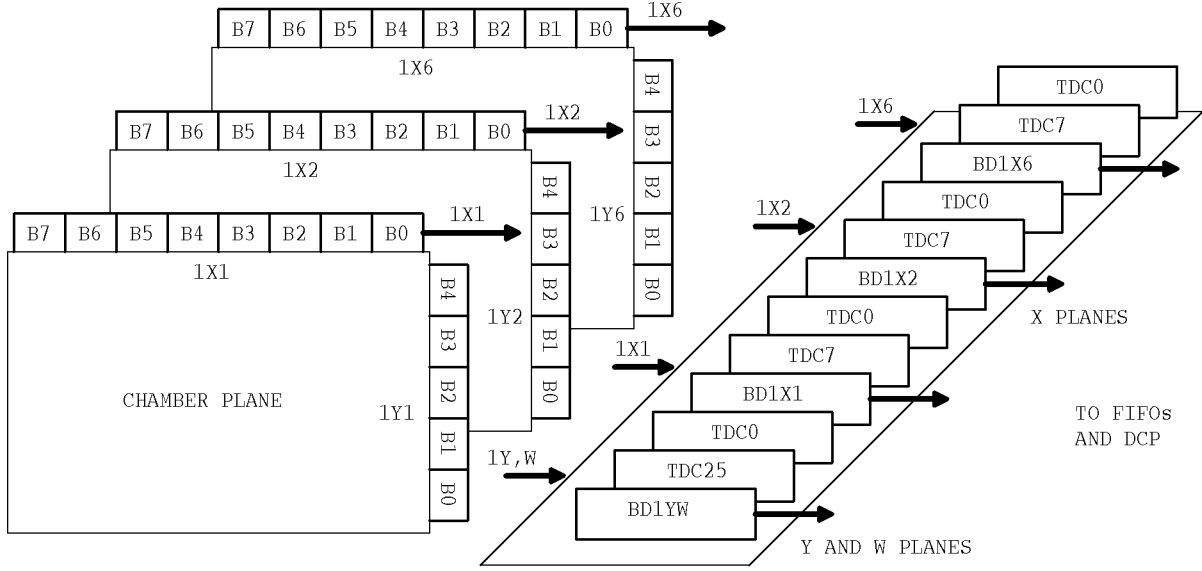 B7 B6 B5 B4 B3 B2 B1 B0
1X6
1X6
B4
B3
B2
B1
B0
1Y6
B7 B6 B5 B4 B3 B2 B1 B0
1X2
1X2
B4
B3
B2
B1
B0
1Y2
B7 B6 B5 B4 B3 B2 B1 B0
1X1
1X1
B4
B3
B2
B1
B0
1Y1
CHAMBER PLANE
1X6
1X2
1X1
1Y,W
TDC0
TDC7
BD1X6
TDC0
TDC7
BD1X2
TDC0
TDC7
BD1X1
TDC0
TDC25
BD1YW
X PLANES
TO FIFOs
AND DCP
Y AND W PLANES